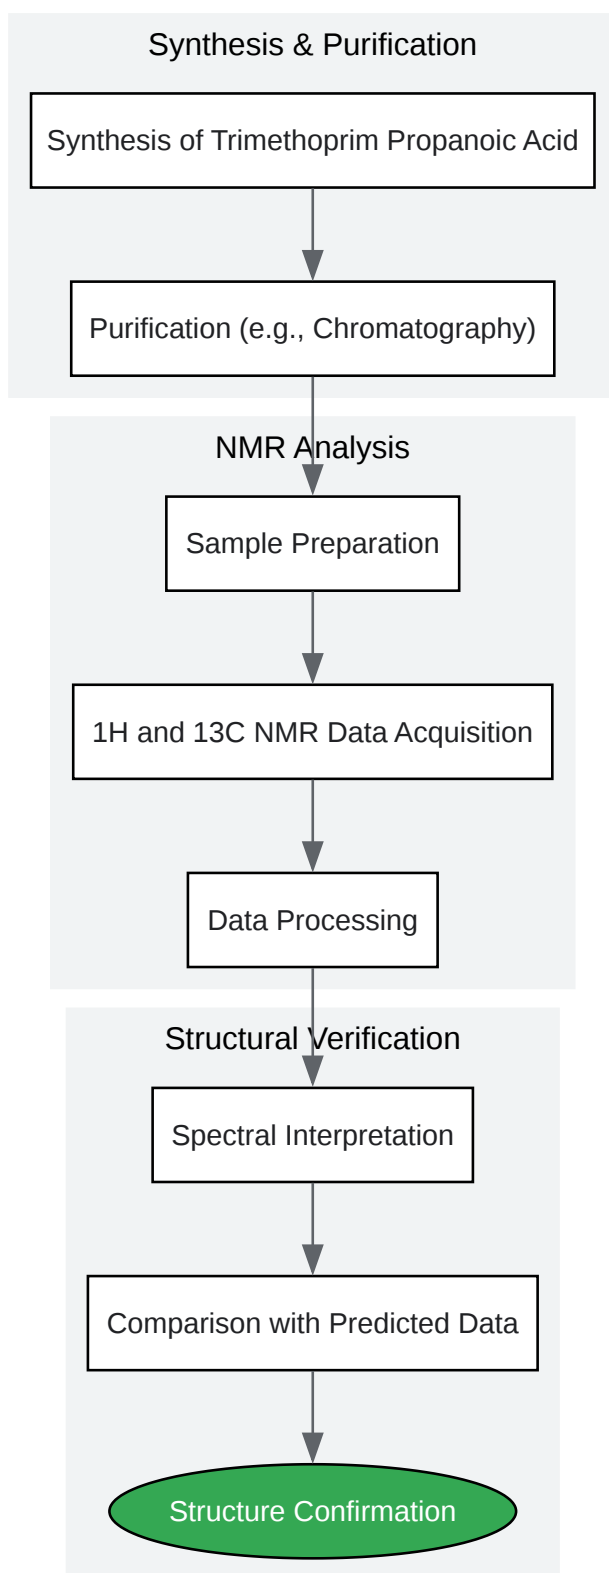 Synthesis & Purification
Synthesis of Trimethoprim Propanoic Acid
Purification (e.g., Chromatography)
NMR Analysis
Sample Preparation
1H and 13C NMR Data Acquisition
Data Processing
Structural Verification
Spectral Interpretation
Comparison with Predicted Data
Structure Confirmation